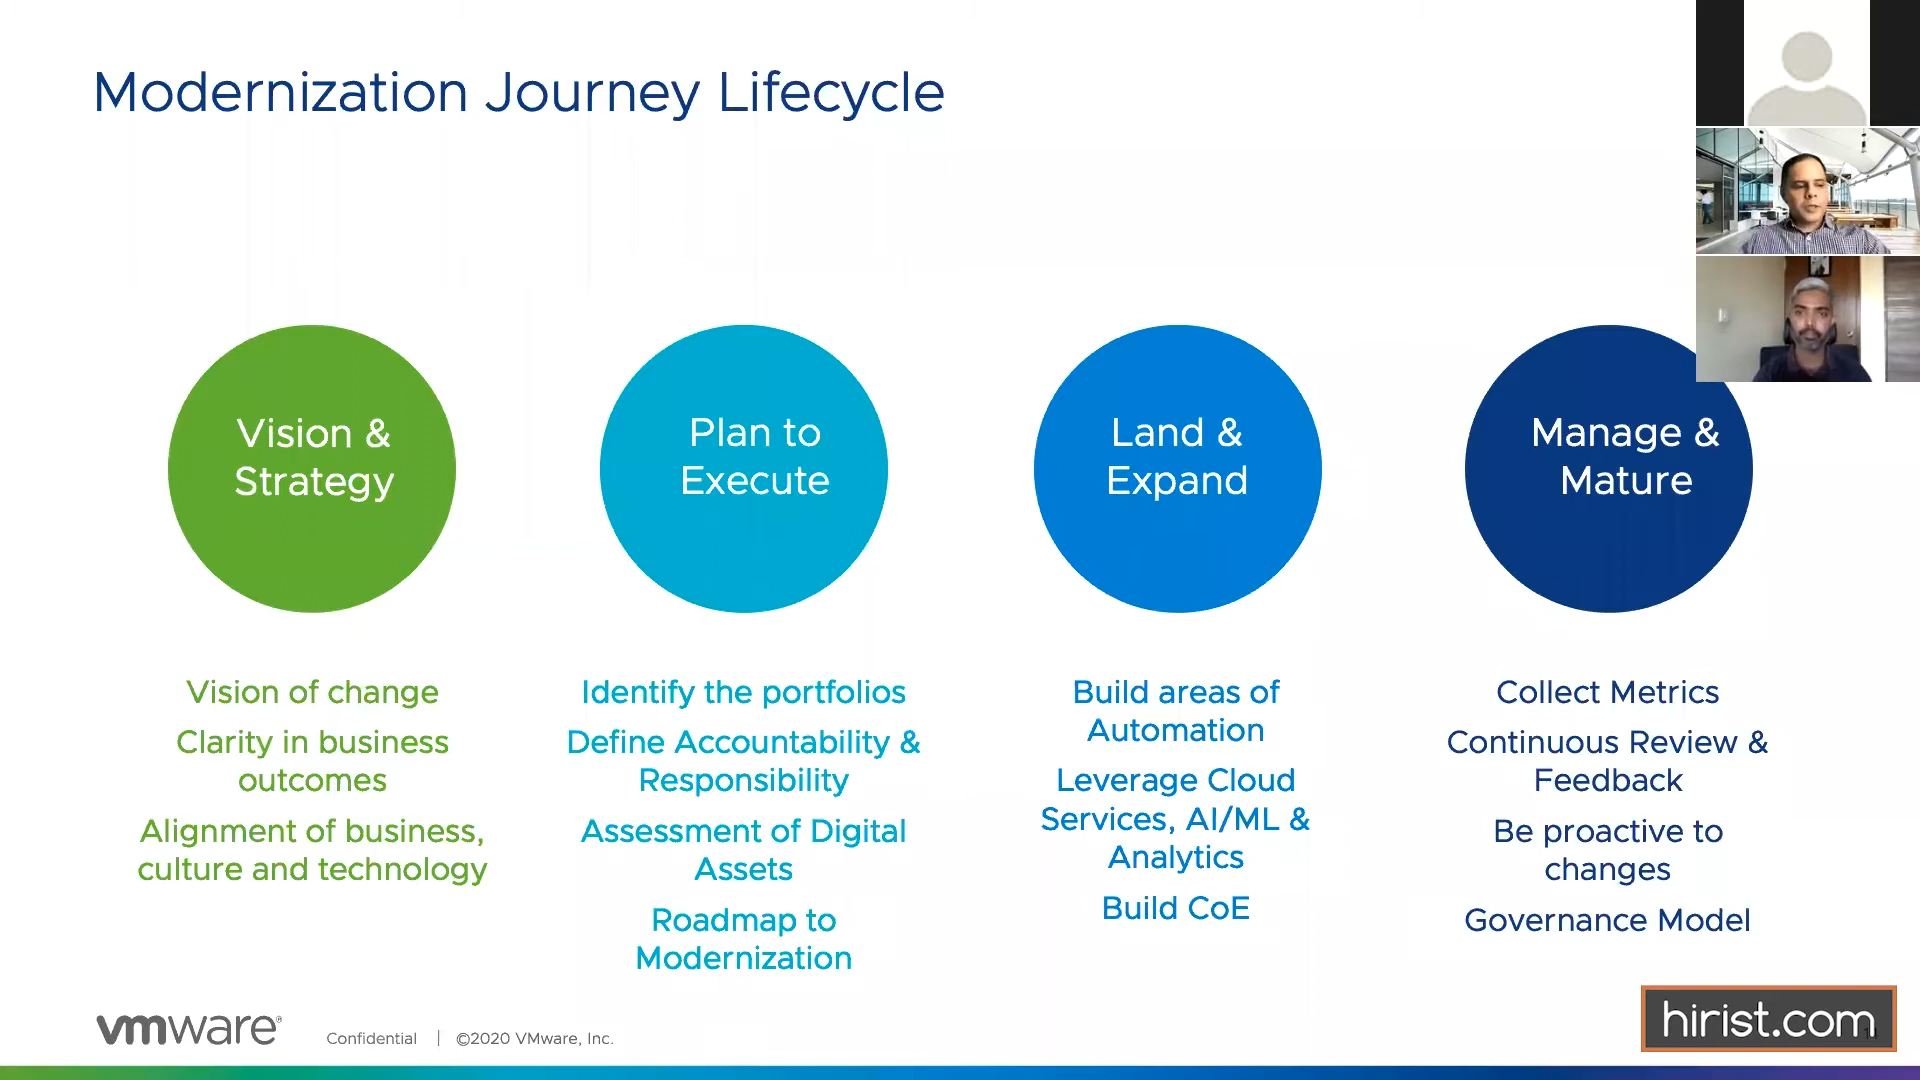 Modernization Journey Lifecycle
Vision &
Strategy
Vision of change
Clarity in business
outcomes
Alignment of business,
culture and technology
Plan to
Execute
Identify the portfolios
Define Accountability &
Responsibility
Assessment of Digital
Assets
Roadmap to
Modernization
Land &
Expand
Build areas of
Automation
Leverage Cloud
Services, AI/ML &
Analytics
Build CoE
Manage &
Mature
Collect Metrics
Continuous Review &
Feedback
Be proactive to
changes
Governance Model
vmware®
Confidential | ©2020 VMware, Inc.
hirist.com